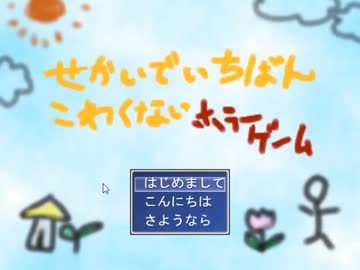 せかいでいちばん
こわくない ホラー
ゲーム
はじめまして
こんにちは
さようなら